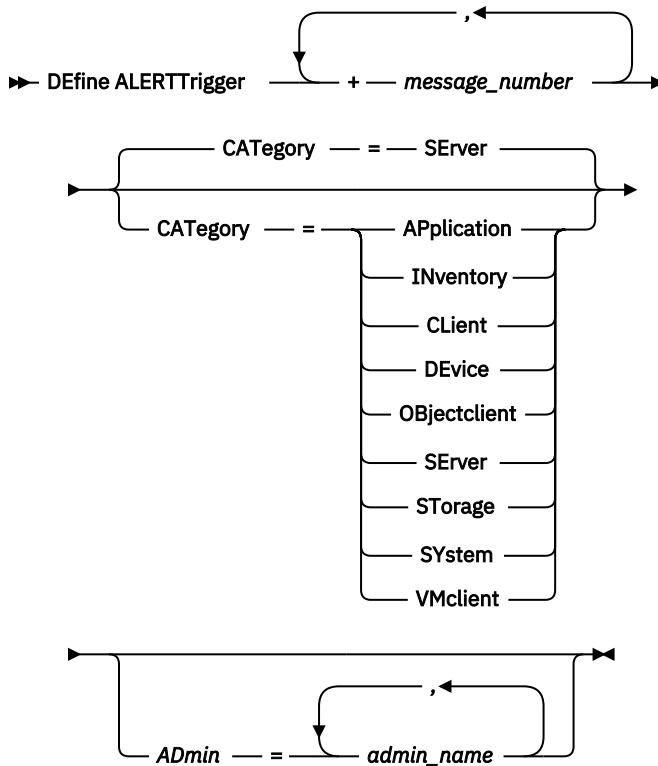 ,
DEfine ALERTTrigger + message_number
CATegory = SErver
CATegory = APplication
INventory
CLient
DEvice
OBjectclient
SErver
STorage
SYstem
VMclient
,
ADmin = admin_name